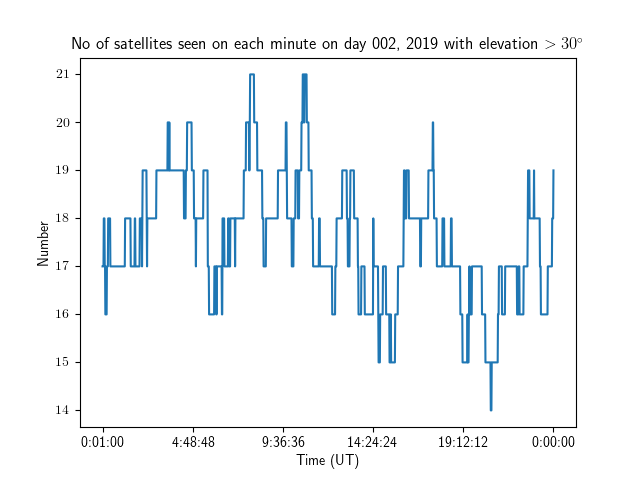 No of satellites seen on each minute on day 002, 2019 with elevation > 30°
21
20
19
18
17
16
15
14
Number
0:01:00 4:48:48 9:36:36 14:24:24 19:12:12 0:00:00
Time (UT)